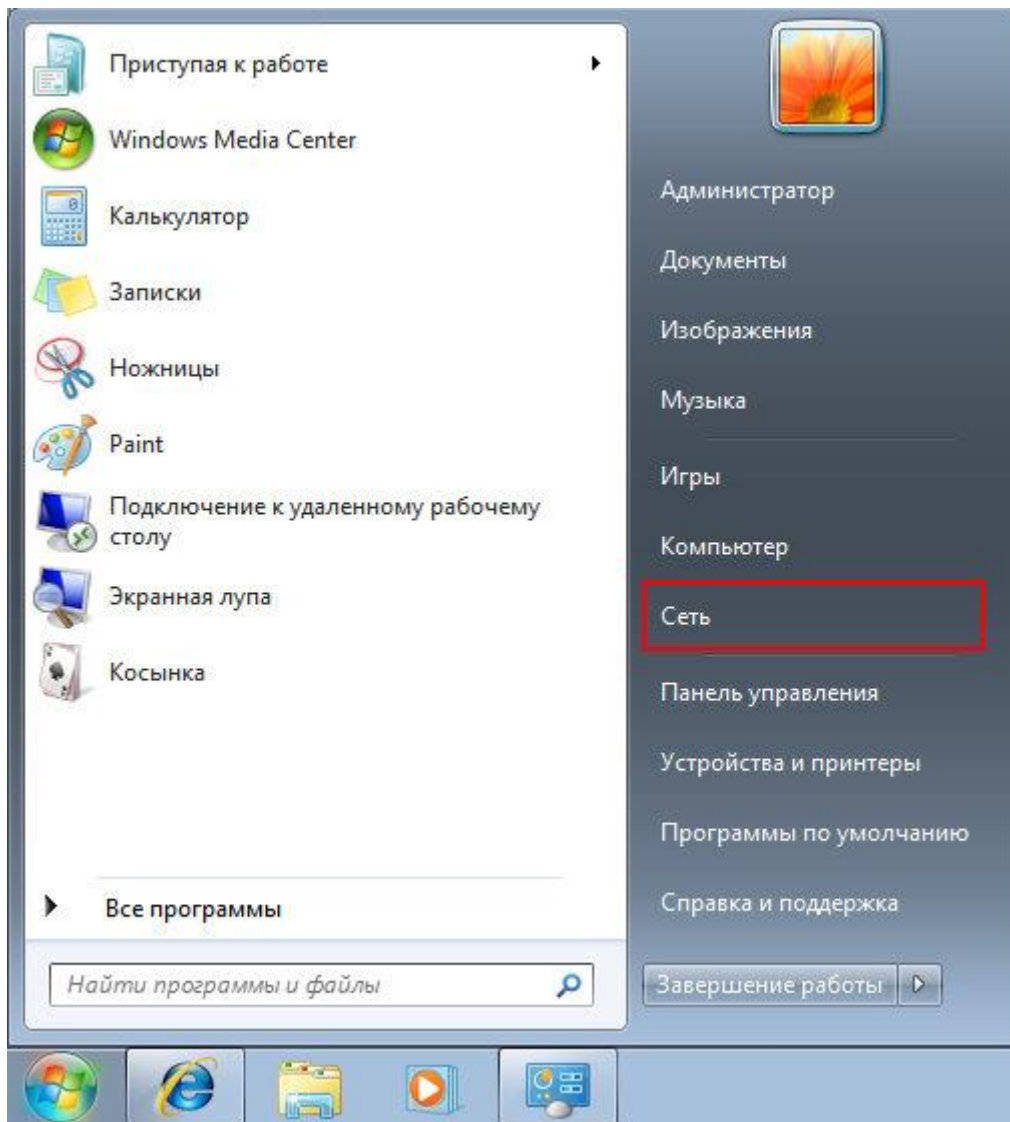 Приступая к работе
Windows Media Center
Калькулятор
Записки
Ножницы
Paint
Подключение к удаленному рабочему
столу
Экранная лупа
Косынка
Все программы
Найти программы и файлы
Администратор
Документы
Изображения
Музыка
Игры
Компьютер
Сеть
Панель управления
Устройства и принтеры
Программы по умолчанию
Справка и поддержка
Завершение работы